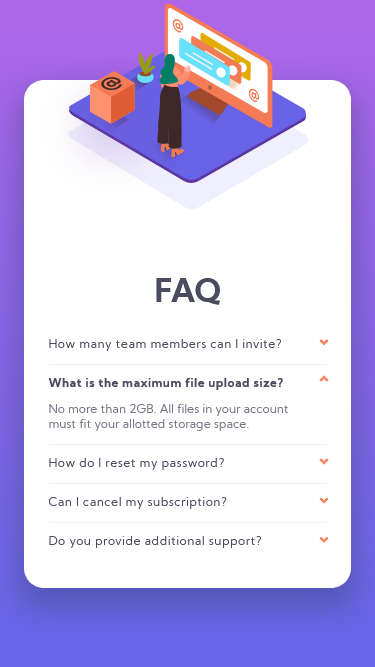 FAQ
How many team members can I invite?
What is the maximum file upload size?
No more than 2GB. All files in your account
must fit your allotted storage space.
How do I reset my password?
Can I cancel my subscription?
Do you provide additional support?